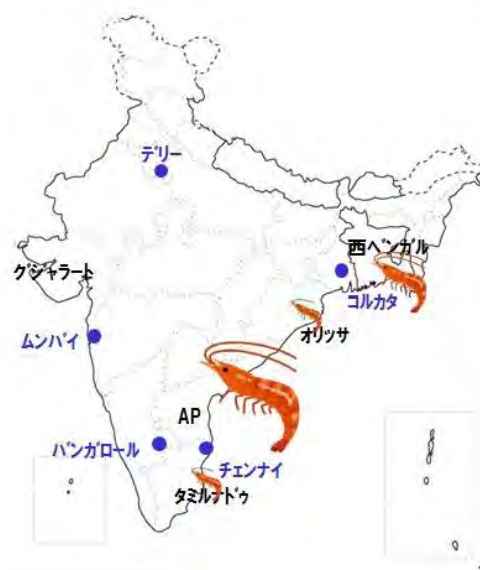 デリー
西ベンガル
グジャラート
コルカタ
オリッサ
ムンバイ
AP
バンガロール
チェンナイ
タミルナドゥ